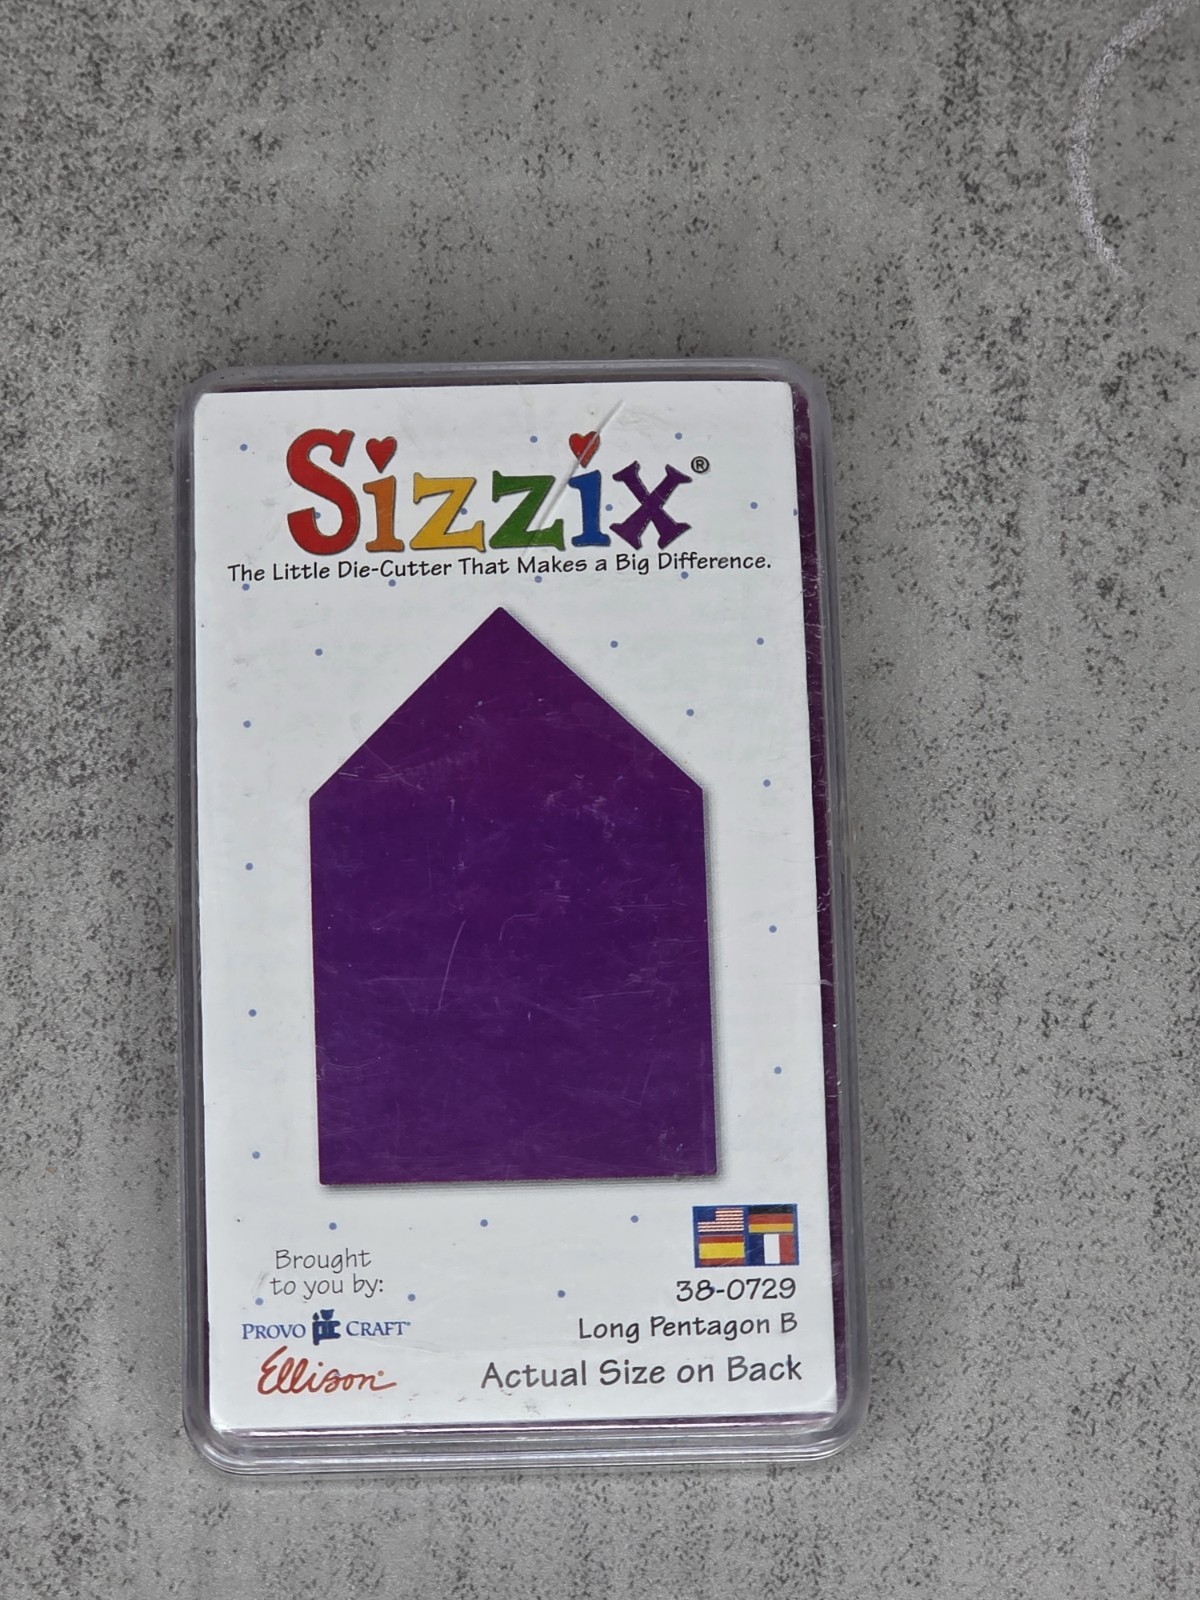 Sizzix®
The Little Die-Cutter That Makes a Big Difference.
Brought
to you by:
PROVO CRAFT®
Ellison®
38-0729
Long Pentagon B
Actual Size on Back